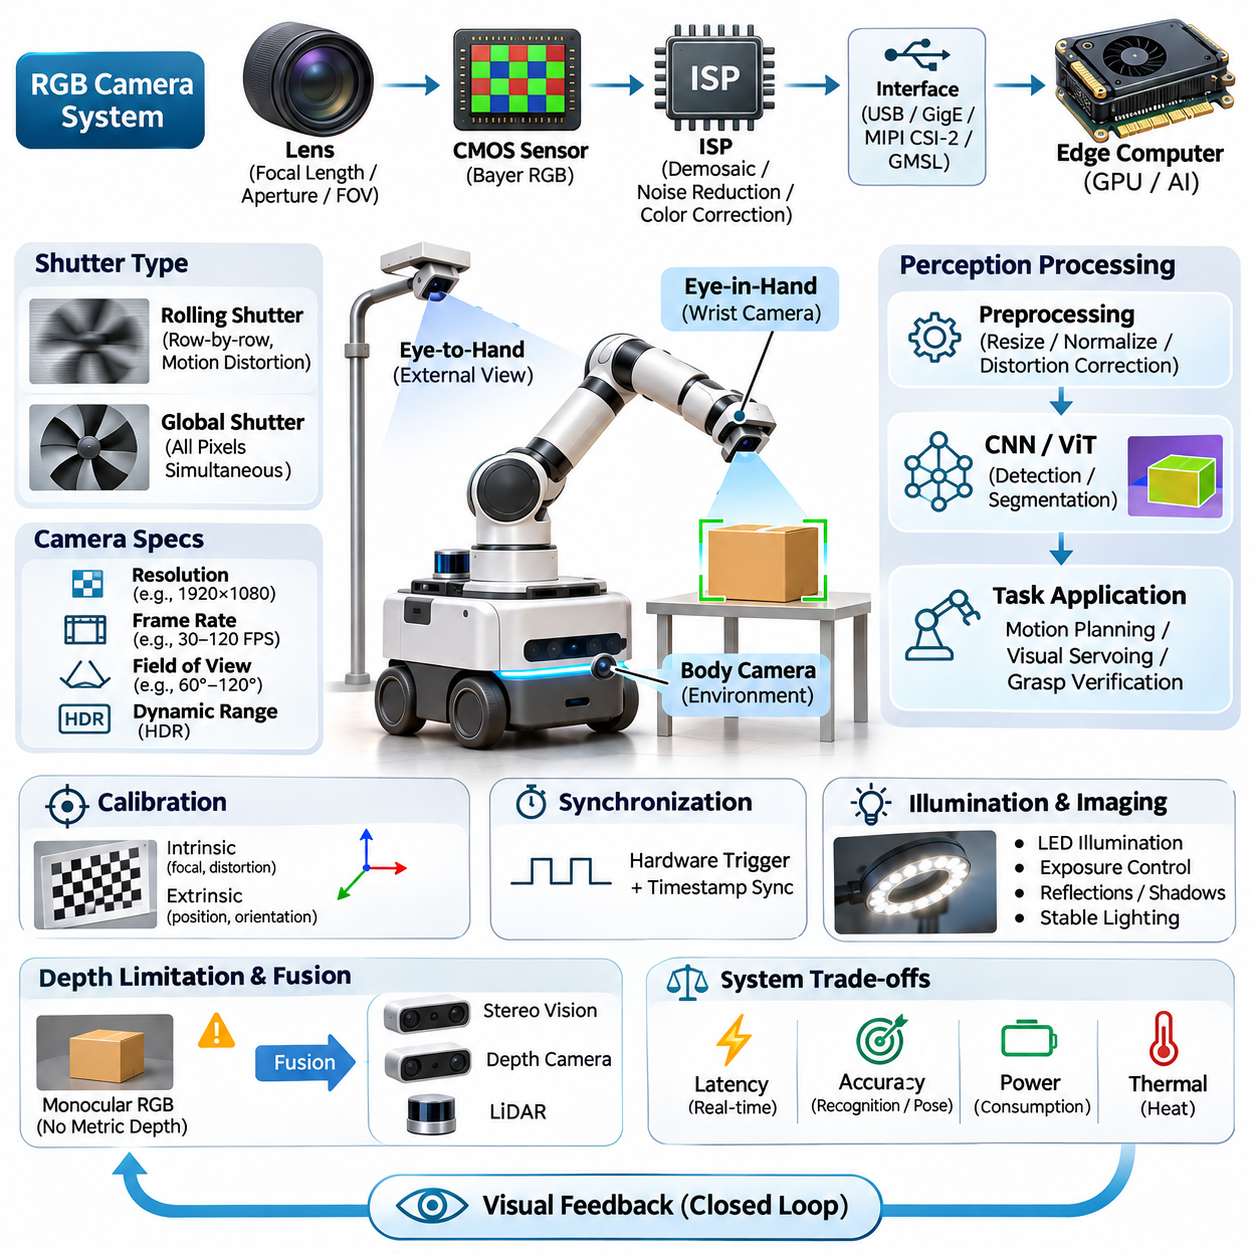 RGB Camera
System
Lens
(Focal Length /
Aperture / FOV)
CMOS Sensor
(Bayer RGB)
ISP
ISP
(Demosaic /
Noise Reduction /
Color Correction)
Interface
(USB / GigE /
MIPI CSI-2 /
GMSL)
Edge Computer
(GPU / AI)
Shutter Type
Rolling Shutter
(Row-by-row,
Motion Distortion)
Global Shutter
(All Pixels
Simultaneous)
Camera Specs
Resolution
(e.g., 1920×1080)
Frame Rate
(e.g., 30–120 FPS)
Field of View
(e.g., 60°–120°)
HDR
Dynamic Range
(HDR)
Eye-to-Hand
(External View)
Eye-in-Hand
(Wrist Camera)
Body Camera
(Environment)
Perception Processing
Preprocessing
(Resize / Normalize /
Distortion Correction)
CNN / ViT
(Detection /
Segmentation)
Task Application
Motion Planning /
Visual Servoing /
Grasp Verification
Calibration
Intrinsic
(focal, distortion)
Extrinsic
(position, orientation)
Synchronization
Hardware Trigger
+ Timestamp Sync
Illumination & Imaging
• LED Illumination
• Exposure Control
• Reflections / Shadows
• Stable Lighting
Depth Limitation & Fusion
Monocular RGB
(No Metric Depth)
Fusion
Stereo Vision
Depth Camera
LiDAR
System Trade-offs
Latency
(Real-time)
Accuracy
(Recognition / Pose)
Power
(Consumption)
Thermal
(Heat)
Visual Feedback (Closed Loop)